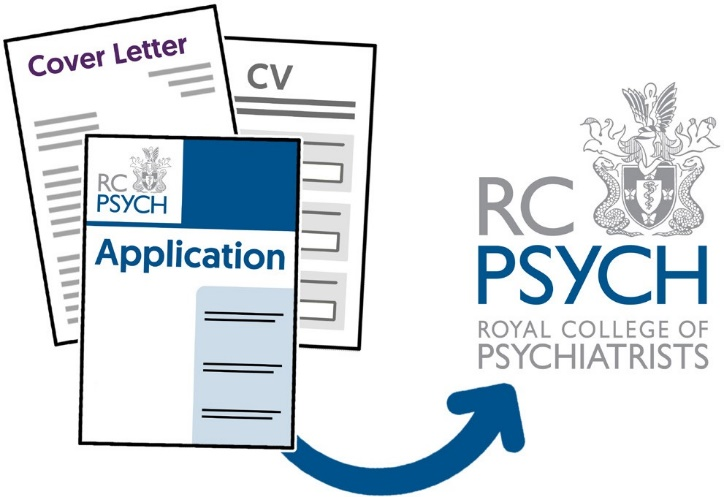 Cover Letter
CV
RC
PSYCH
Application
RC
PSYCH
ROYAL COLLEGE OF
PSYCHIATRISTS